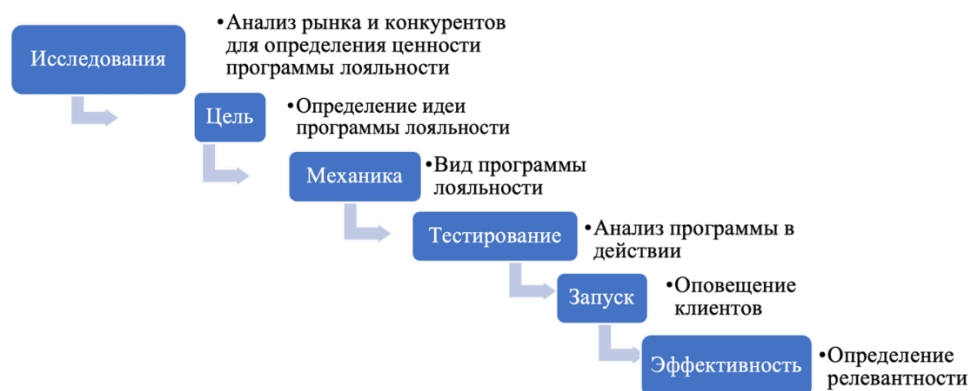 Исследования
•Анализ рынка и конкурентов
для определения ценности
программы лояльности
Цель
•Определение идеи
программы лояльности
Механика
•Вид программы
лояльности
Тестирование
•Анализ программы в
действии
Запуск
•Оповещение
клиентов
Эффективность
•Определение
релевантности